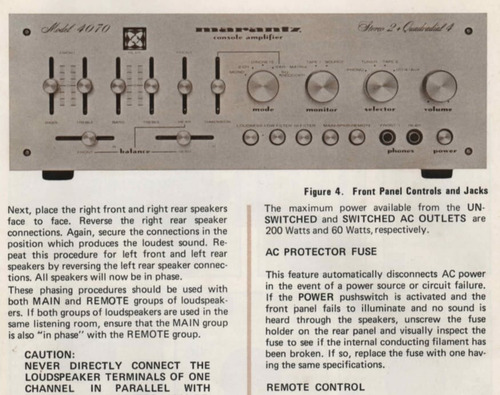 Model 4070
marantz
Stereo 2 + Quadradial 4
console amplifier
mode
monitor
selector
volume
balance
phones
power
Figure 4. Front Panel Controls and Jacks
Next, place the right front and right rear speakers
face to face. Reverse the right rear speaker
connections. Again, secure the connections in the
position which produces the loudest sound. Re-
peat this procedure for left front and left rear
speakers by reversing the left rear speaker connec-
tions. All speakers will now be in phase.
These phasing procedures should be used with
both MAIN and REMOTE groups of loudspeak-
ers. If both groups of loudspeakers are used in the
same listening room, ensure that the MAIN group
is also "in phase" with the REMOTE group.
CAUTION:
NEVER DIRECTLY CONNECT THE
LOUDSPEAKER TERMINALS OF ONE
CHANNEL IN PARALLEL WITH
The maximum power available from the UN-
SWITCHED and SWITCHED AC OUTLETS are
200 Watts and 60 Watts, respectively.
AC PROTECTOR FUSE
This feature automatically disconnects AC power
in the event of a power source or circuit failure.
If the POWER pushswitch is activated and the
front panel fails to illuminate and no sound is
heard through the speakers, unscrew the fuse
holder on the rear panel and visually inspect the
fuse to see if the internal conducting filament has
been broken. If so, replace the fuse with one hav-
ing the same specifications.
REMOTE CONTROL